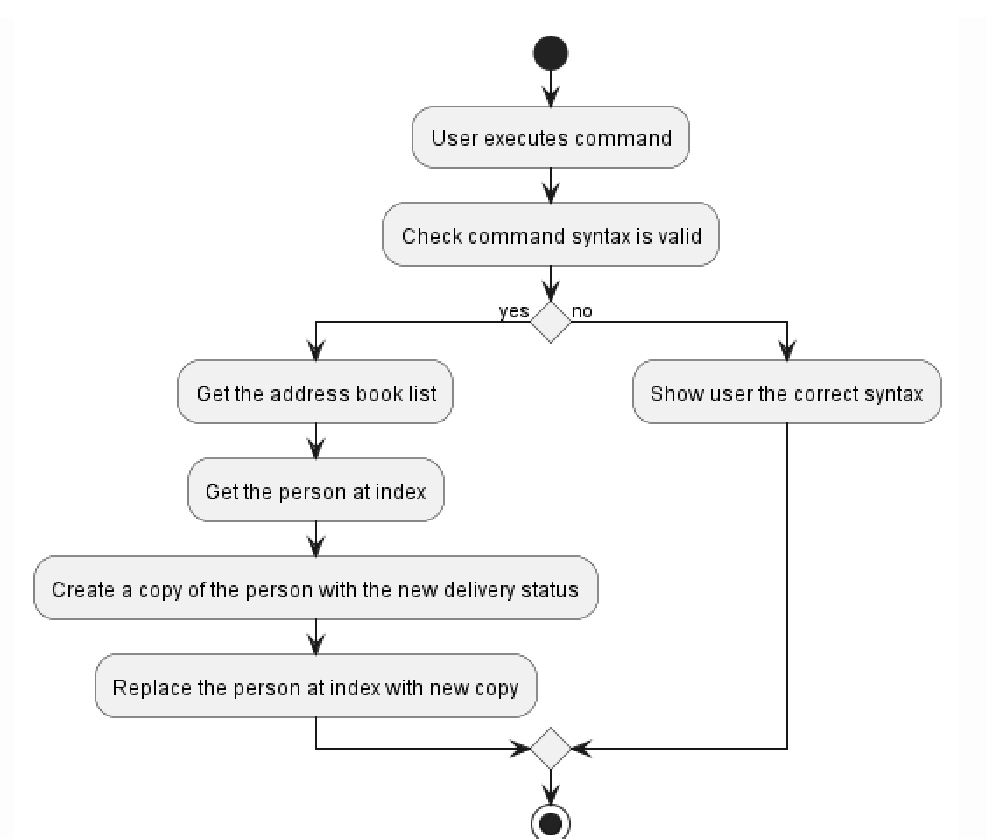 User executes command
Check command syntax is valid
yes
no
Get the address book list
Show user the correct syntax
Get the person at index
Create a copy of the person with the new delivery status
Replace the person at index with new copy